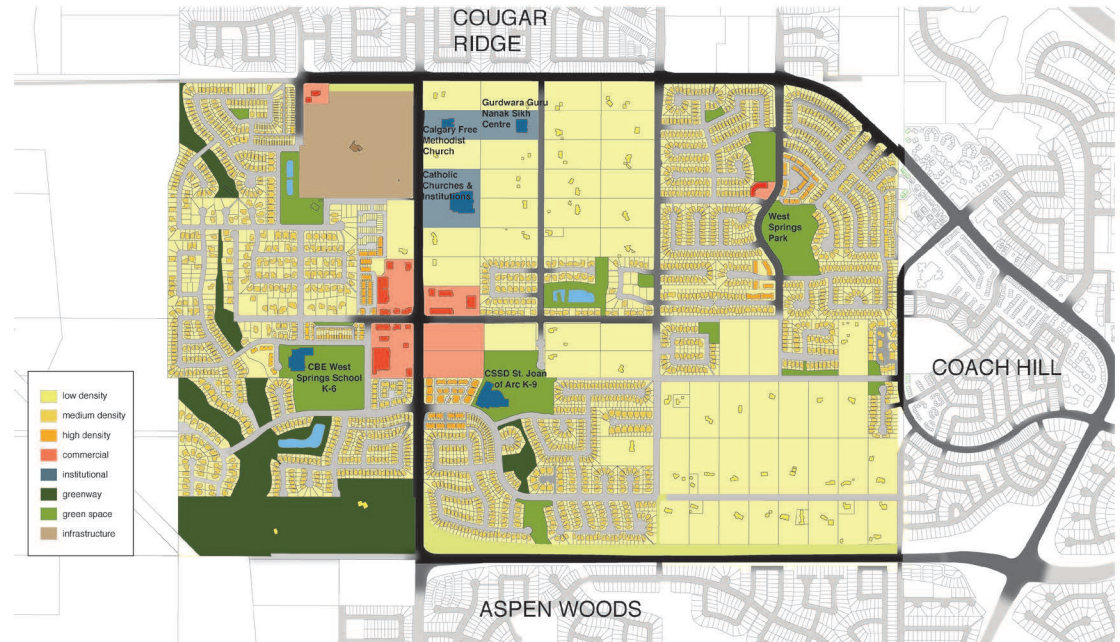 COUGAR
RIDGE
Gurdwara Guru
Nanak Sikh
Centre
Calgary Free
Methodist
Church
Catholic
Churches &
Institutions
West
Springs
Park
CBE West
Springs School
K-6
CSSD St. Joan
of Arc K-9
COACH HILL
low density
medium density
high density
commercial
institutional
greenway
green space
infrastructure
ASPEN WOODS